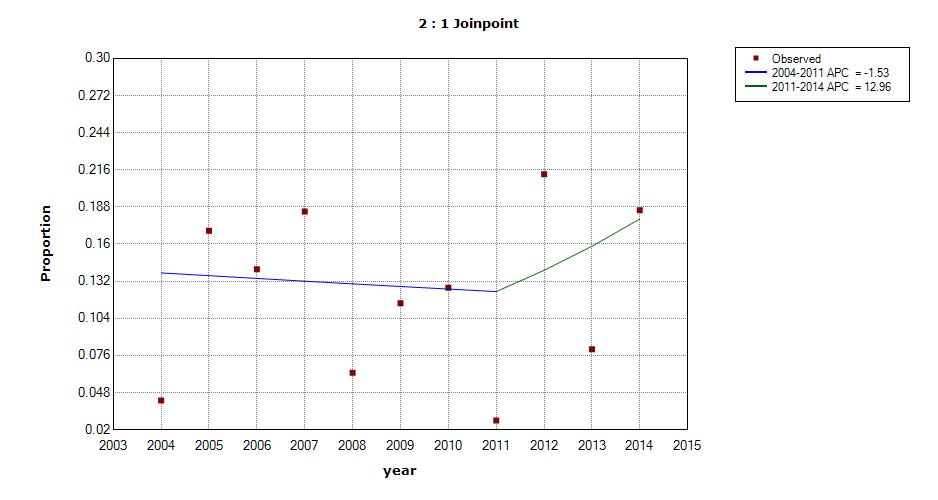 2 : 1 Joinpoint
Observed
2004-2011 APC = -1.53
2011-2014 APC = 12.96
Proportion
0.30
0.272
0.244
0.216
0.188
0.16
0.132
0.104
0.076
0.048
0.02
2003 2004 2005 2006 2007 2008 2009 2010 2011 2012 2013 2014 2015
year